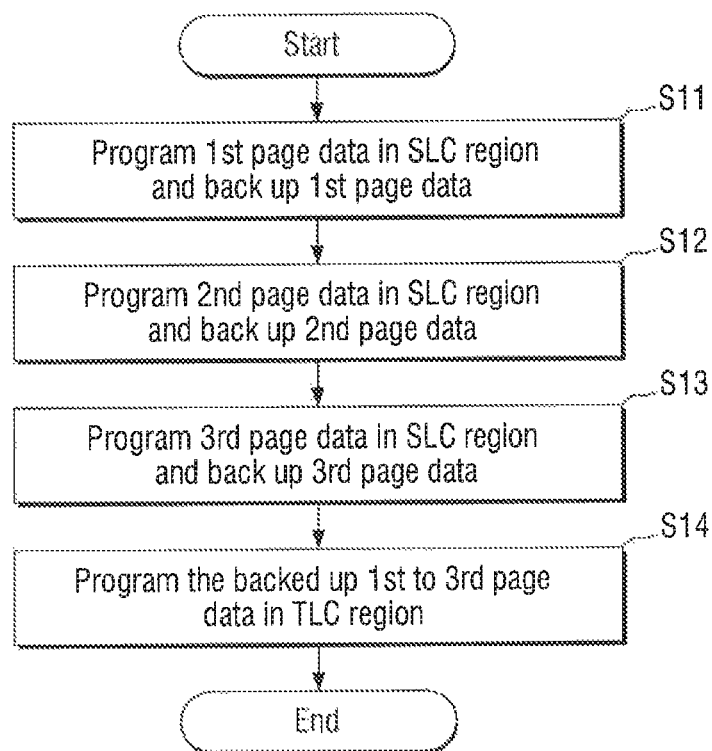 Start
S11
Program 1st page data in SLC region
and back up 1st page data
S12
Program 2nd page data in SLC region
and back up 2nd page data
S13
Program 3rd page data in SLC region
and back up 3rd page data
S14
Program the backed up 1st to 3rd page
data in TLC region
End